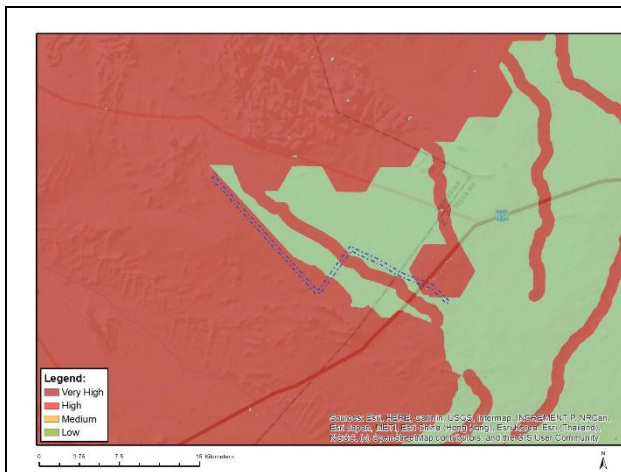 N14
Legend:
Very High
High
Medium
Low
Sources: Esri, HERE, Garmin, USGS, Intermap, INCREMENT P, NRCan,
Esri Japan, METI, Esri China (Hong Kong), Esri Korea, Esri (Thailand),
NGCC, (c) OpenStreetMap contributors, and the GIS User Community
0 3.75 7.5 15 Kilometers
N